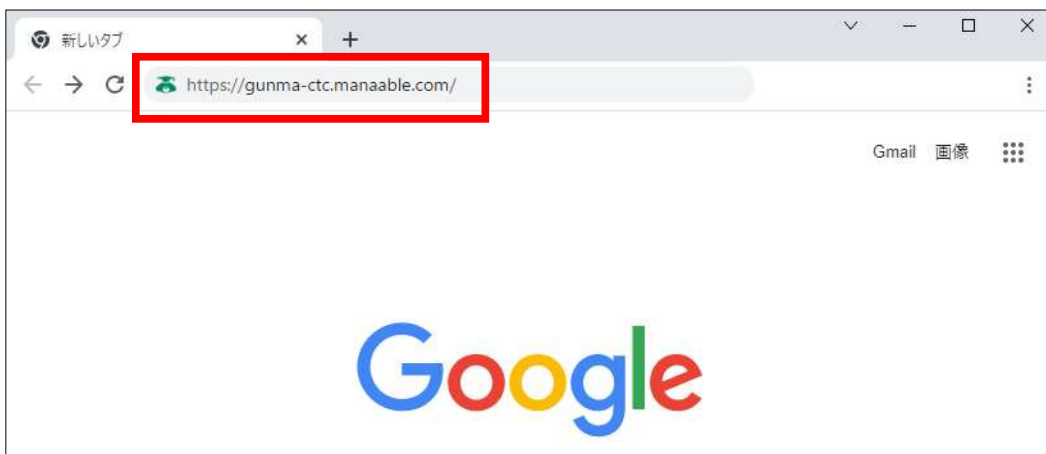 新しいタブ
https://gunma-ctc.manaable.com/
Gmail 画像
Google